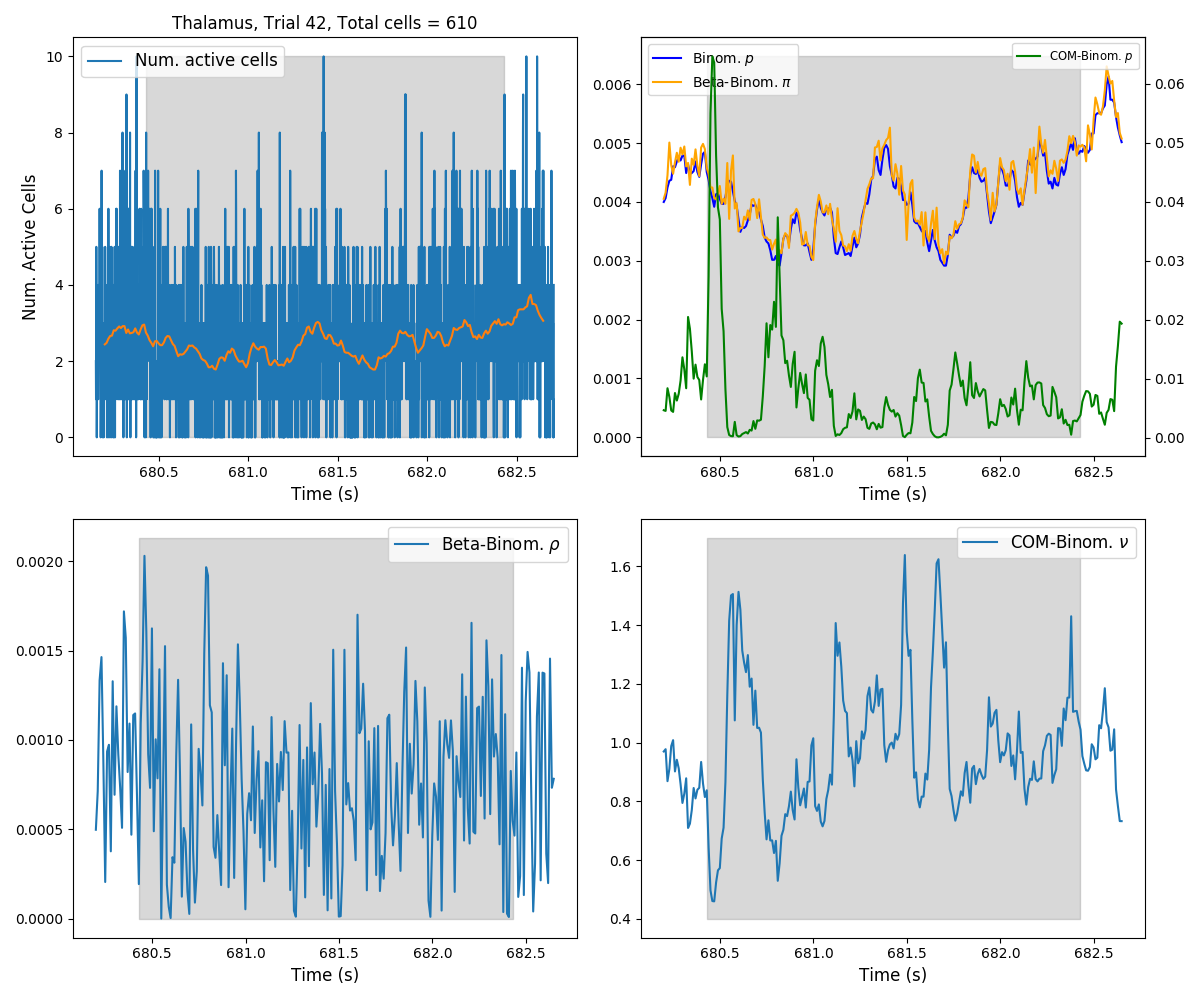 Thalamus, Trial 42, Total cells = 610
Num. active cells
Num. Active Cells
10
8
6
4
2
0
680.5 681.0 681.5 682.0 682.5
Time (s)
Binom. p
Beta-Binom. π
COM-Binom. p
0.006
0.005
0.004
0.003
0.002
0.001
0.000
0.06
0.05
0.04
0.03
0.02
0.01
0.00
680.5 681.0 681.5 682.0 682.5
Time (s)
Beta-Binom. ρ
0.0020
0.0015
0.0010
0.0005
0.0000
680.5 681.0 681.5 682.0 682.5
Time (s)
COM-Binom. ν
1.6
1.4
1.2
1.0
0.8
0.6
0.4
680.5 681.0 681.5 682.0 682.5
Time (s)